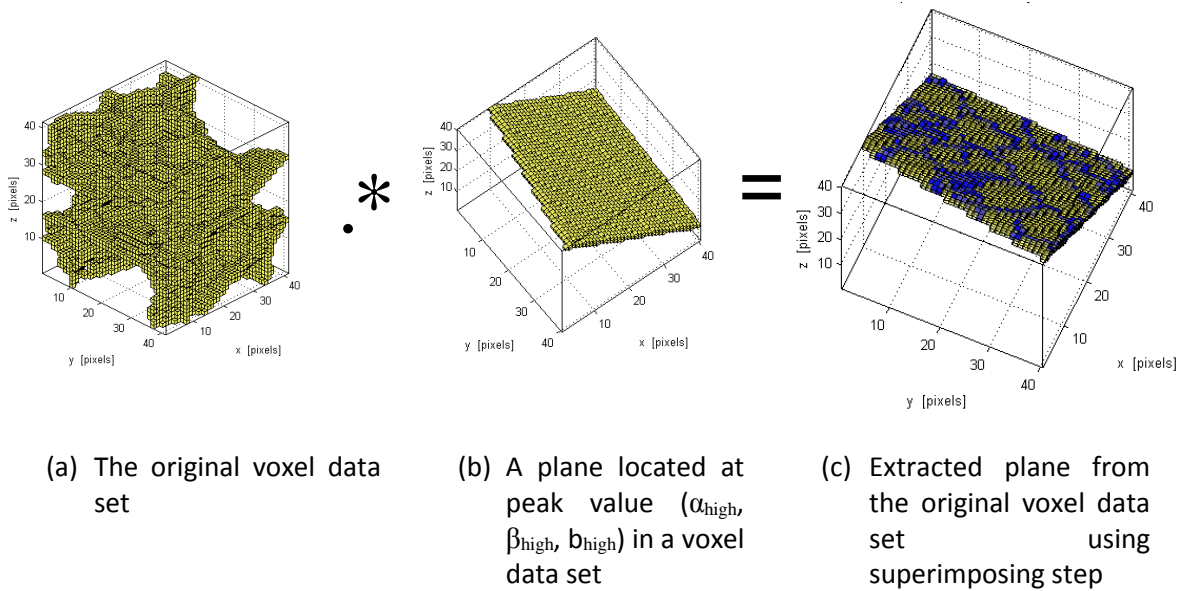 40
30
20
10
z [pixels]
10
20
30
40
y [pixels]
10
20
30
40
x [pixels]
.*
40
30
20
10
z [pixels]
10
20
30
40
y [pixels]
10
20
30
40
x [pixels]
=
40
30
20
10
z [pixels]
10
20
30
40
y [pixels]
10
20
30
40
x [pixels]
(a) The original voxel data
set
(b) A plane located at
peak value (αhigh,
βhigh, bhigh) in a voxel
data set
(c) Extracted plane from
the original voxel data
set using
superimposing step